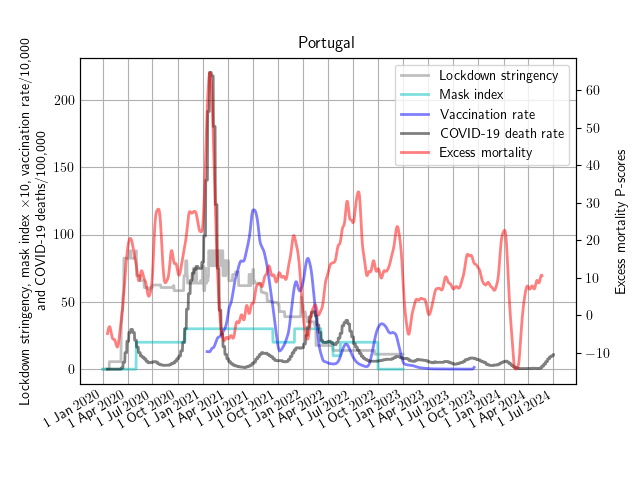 Portugal
Lockdown stringency, mask index ×10, vaccination rate/10,000
and COVID-19 deaths/100,000
200
150
100
50
0
Lockdown stringency
Mask index
Vaccination rate
COVID-19 death rate
Excess mortality
60
50
40
30
20
10
0
−10
Excess mortality P-scores
1 Jan 2020
1 Apr 2020
1 Jul 2020
1 Oct 2020
1 Jan 2021
1 Apr 2021
1 Jul 2021
1 Oct 2021
1 Jan 2022
1 Apr 2022
1 Jul 2022
1 Oct 2022
1 Jan 2023
1 Apr 2023
1 Jul 2023
1 Oct 2023
1 Jan 2024
1 Apr 2024
1 Jul 2024